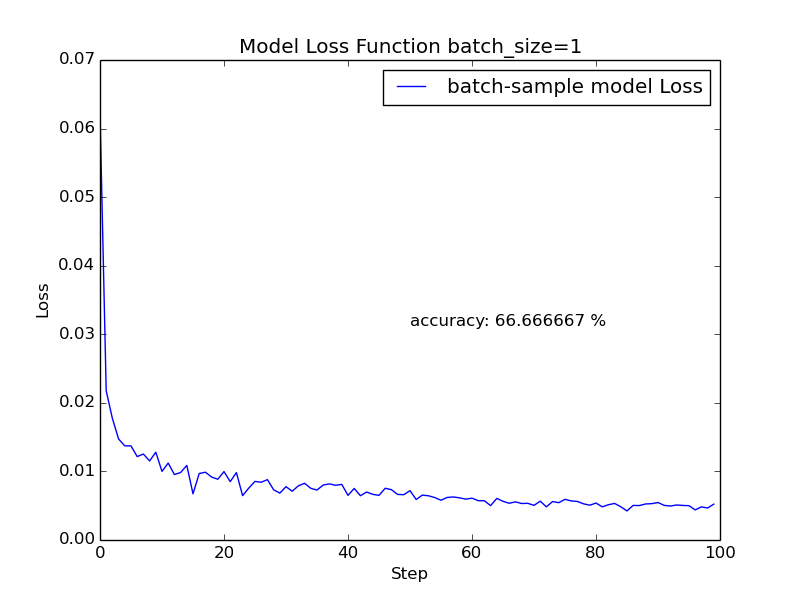 Model Loss Function batch_size=1
batch-sample model Loss
0.07
0.06
0.05
0.04
0.03
0.02
0.01
0.00
Loss
accuracy: 66.666667 %
0 20 40 60 80 100
Step